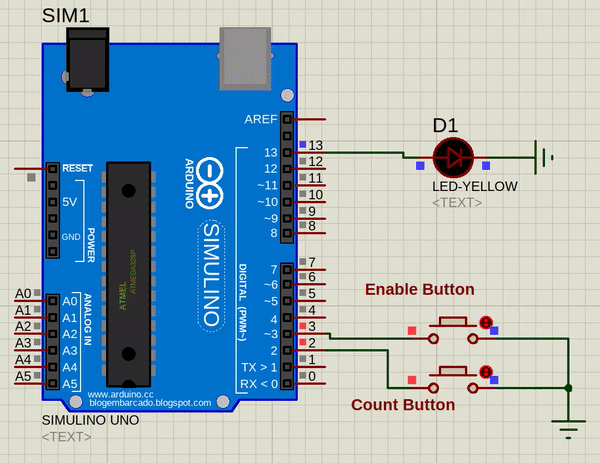 SIM1
AREF
RESET
5V
GND
POWER
A0
A0
A1
A1
A2
A2
A3
A3
A4
A4
A5
A5
ANALOG IN
ATMEL
ATMEGA328P
ARDUINO
SIMULINO
DIGITAL (PWM~)
13
13
12
12
~11
11
~10
10
~9
9
8
8
7
7
~6
6
~5
5
4
4
~3
3
2
2
TX > 1
1
RX < 0
0
www.arduino.cc
blogembarcado.blogspot.com
SIMULINO UNO
<TEXT>
D1
LED-YELLOW
<TEXT>
Enable Button
Count Button